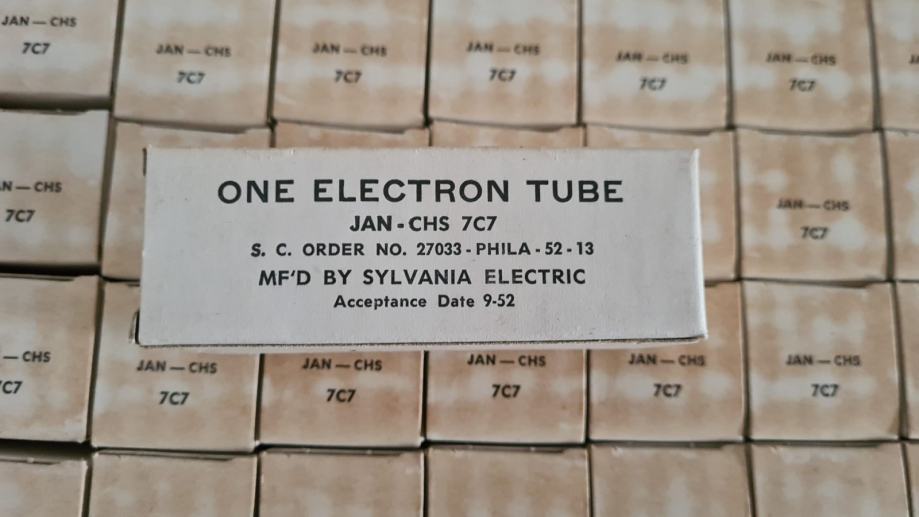 JAN — CHS
7C7
JAN — CHS
7C7
JAN — CHS
7C7
JAN — CHS
7C7
JAN — CHS
7C7
JAN — CHS
7C7
N — CHS
7C7
ONE ELECTRON TUBE
JAN - CHS 7C7
S. C. ORDER NO. 27033 - PHILA - 52 - 13
MF'D BY SYLVANIA ELECTRIC
Acceptance Date 9-52
JAN — CHS
7C7
— CHS
C7
JAN — CHS
7C7
JAN — CHS
7C7
JAN — CHS
7C7
JAN — CHS
7C7
JAN — CHS
7C7